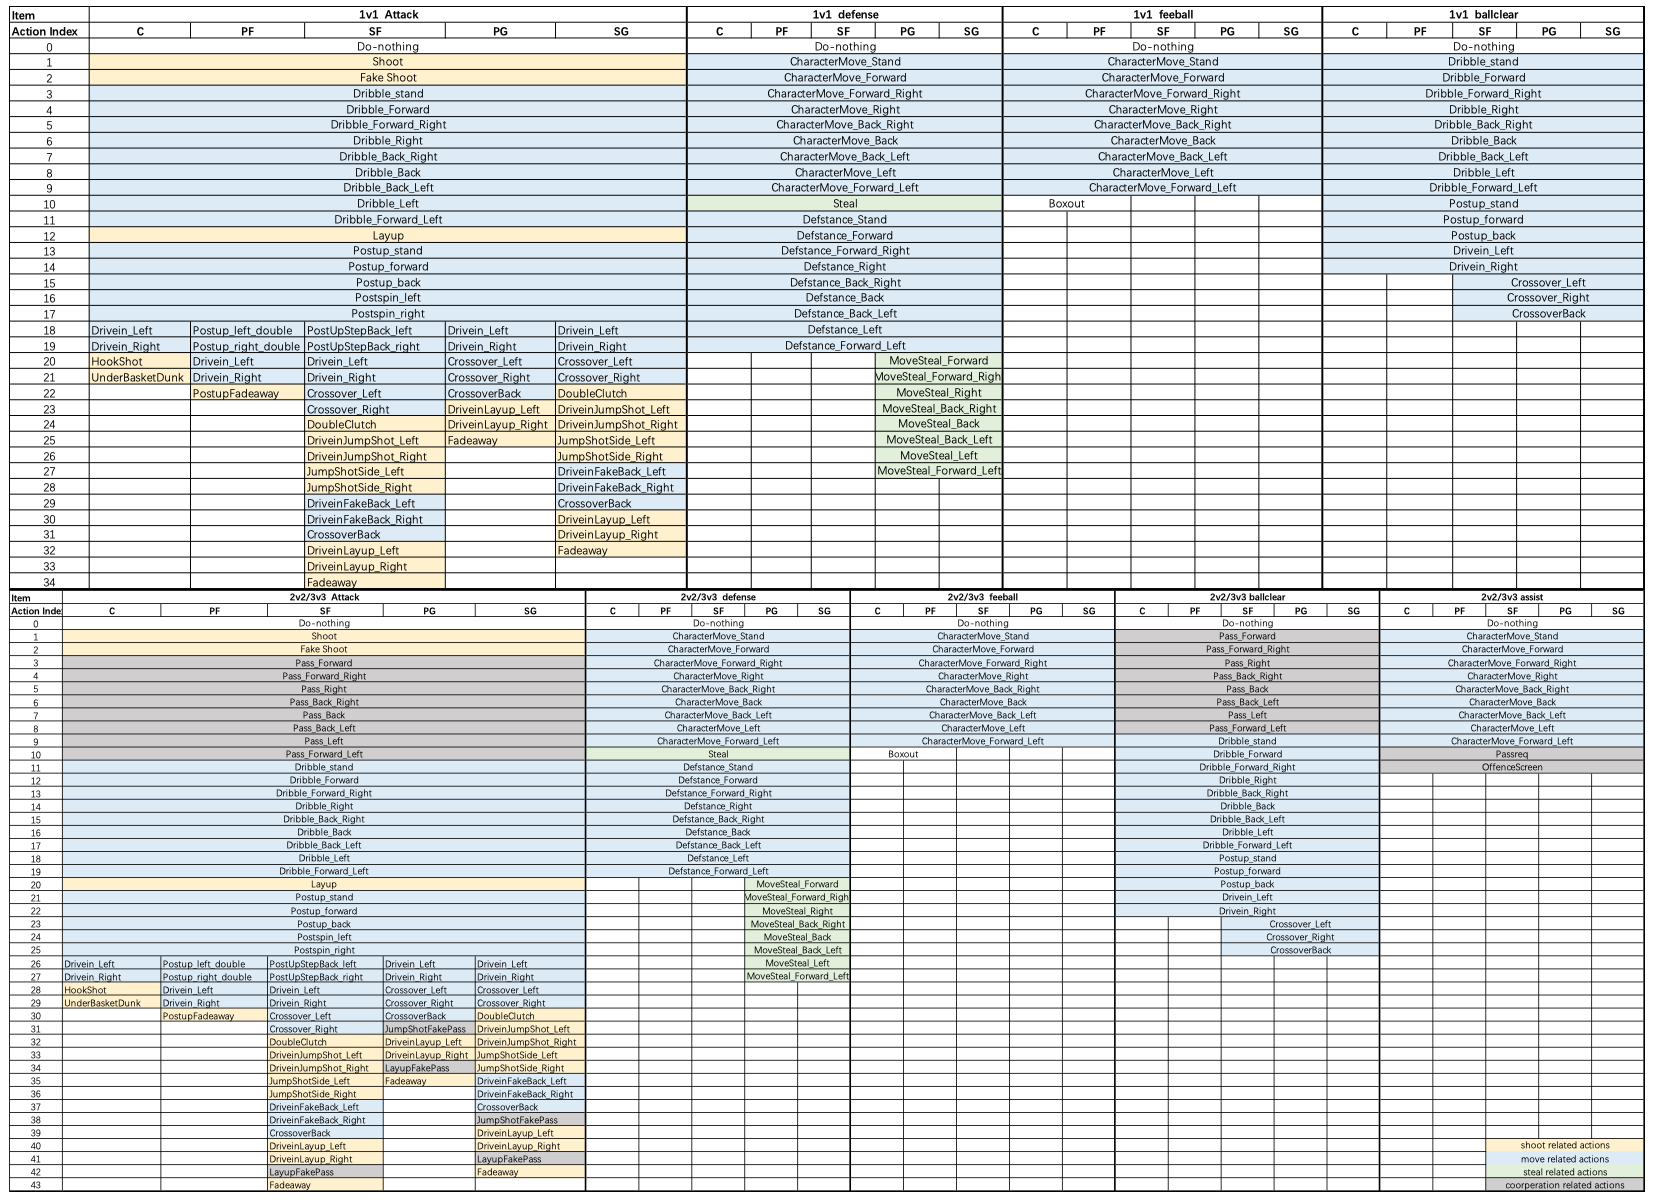 Item 1v1 Attack 1v1 defense 1v1 feeball 1v1 ballclear
Action Index C PF SF PG SG C PF SF PG SG C PF SF PG SG C PF SF PG SG
0 Do-nothing Do-nothing Do-nothing Do-nothing
1 Shoot CharacterMove_Stand CharacterMove_Stand Dribble_stand
2 Fake Shoot CharacterMove_Forward CharacterMove_Forward Dribble_Forward
3 Dribble_stand CharacterMove_Forward_Right CharacterMove_Forward_Right Dribble_Forward_Right
4 Dribble_Forward CharacterMove_Right CharacterMove_Right Dribble_Right
5 Dribble_Forward_Right CharacterMove_Back_Right CharacterMove_Back_Right Dribble_Back_Right
6 Dribble_Right CharacterMove_Back CharacterMove_Back Dribble_Back
7 Dribble_Back_Right CharacterMove_Back_Left CharacterMove_Back_Left Dribble_Back_Left
8 Dribble_Back CharacterMove_Left CharacterMove_Left Dribble_Left
9 Dribble_Back_Left CharacterMove_Forward_Left CharacterMove_Forward_Left Dribble_Forward_Left
10 Dribble_Left Steal Boxout Postup_stand
11 Dribble_Forward_Left Defstance_Stand Postup_forward
12 Layup Defstance_Forward Postup_back
13 Postup_stand Defstance_Forward_Right Drivein_Left
14 Postup_forward Defstance_Right Drivein_Right
15 Postup_back Defstance_Back_Right Crossover_Left
16 Postspin_left Defstance_Back Crossover_Right
17 Postspin_right Defstance_Back_Left CrossoverBack
18 Drivein_Left Postup_left_double PostUpStepBack_left Drivein_Left Drivein_Left Defstance_Left
19 Drivein_Right Postup_right_double PostUpStepBack_right Drivein_Right Drivein_Right Defstance_Forward_Left
20 HookShot Drivein_Left Drivein_Left Crossover_Left Crossover_Left MoveSteal_Forward
21 UnderBasketDunk Drivein_Right Drivein_Right Crossover_Right Crossover_Right MoveSteal_Forward_Righ
22 PostupFadeaway Crossover_Left CrossoverBack DoubleClutch MoveSteal_Right
23 Crossover_Right DriveinLayup_Left DriveinJumpShot_Left MoveSteal_Back_Right
24 DoubleClutch DriveinLayup_Right DriveinJumpShot_Right MoveSteal_Back
25 DriveinJumpShot_Left Fadeaway JumpShotSide_Left MoveSteal_Back_Left
26 DriveinJumpShot_Right JumpShotSide_Right MoveSteal_Left
27 JumpShotSide_Left DriveinFakeBack_Left MoveSteal_Forward_Left
28 JumpShotSide_Right DriveinFakeBack_Right
29 DriveinFakeBack_Left CrossoverBack
30 DriveinFakeBack_Right DriveinLayup_Left
31 CrossoverBack DriveinLayup_Right
32 DriveinLayup_Left Fadeaway
33 DriveinLayup_Right
34 Fadeaway
Item 2v2/3v3 Attack 2v2/3v3 defense 2v2/3v3 feeball 2v2/3v3 ballclear 2v2/3v3 assist
Action Inde C PF SF PG SG C PF SF PG SG C PF SF PG SG C PF SF PG SG C PF SF PG SG
0 Do-nothing Do-nothing Do-nothing Do-nothing Do-nothing
1 Shoot CharacterMove_Stand CharacterMove_Stand Pass_Forward CharacterMove_Stand
2 Fake Shoot CharacterMove_Forward CharacterMove_Forward Pass_Forward_Right CharacterMove_Forward
3 Pass_Forward CharacterMove_Forward_Right CharacterMove_Forward_Right Pass_Right CharacterMove_Forward_Right
4 Pass_Forward_Right CharacterMove_Right CharacterMove_Right Pass_Back_Right CharacterMove_Right
5 Pass_Right CharacterMove_Back_Right CharacterMove_Back_Right Pass_Back CharacterMove_Back_Right
6 Pass_Back_Right CharacterMove_Back CharacterMove_Back Pass_Back_Left CharacterMove_Back
7 Pass_Back CharacterMove_Back_Left CharacterMove_Back_Left Pass_Left CharacterMove_Back_Left
8 Pass_Back_Left CharacterMove_Left CharacterMove_Left Pass_Forward_Left CharacterMove_Left
9 Pass_Left CharacterMove_Forward_Left CharacterMove_Forward_Left Dribble_stand CharacterMove_Forward_Left
10 Pass_Forward_Left Steal Boxout Dribble_Forward Passreq
11 Dribble_stand Defstance_Stand Dribble_Forward_Right OffenceScreen
12 Dribble_Forward Defstance_Forward Dribble_Right
13 Dribble_Forward_Right Defstance_Forward_Right Dribble_Back_Right
14 Dribble_Right Defstance_Right Dribble_Back
15 Dribble_Back_Right Defstance_Back_Right Dribble_Back_Left
16 Dribble_Back Defstance_Back Dribble_Left
17 Dribble_Back_Left Defstance_Back_Left Dribble_Forward_Left
18 Dribble_Left Defstance_Left Postup_stand
19 Dribble_Forward_Left Defstance_Forward_Left Postup_forward
20 Layup MoveSteal_Forward Postup_back
21 Postup_stand MoveSteal_Forward_Righ Drivein_Left
22 Postup_forward MoveSteal_Right Drivein_Right
23 Postup_back MoveSteal_Back_Right Crossover_Left
24 Postspin_left MoveSteal_Back Crossover_Right
25 Postspin_right MoveSteal_Back_Left CrossoverBack
26 Drivein_Left Postup_left_double PostUpStepBack_left Drivein_Left Drivein_Left MoveSteal_Left
27 Drivein_Right Postup_right_double PostUpStepBack_right Drivein_Right Drivein_Right MoveSteal_Forward_Left
28 HookShot Drivein_Left Drivein_Left Crossover_Left Crossover_Left
29 UnderBasketDunk Drivein_Right Drivein_Right Crossover_Right Crossover_Right
30 PostupFadeaway Crossover_Left CrossoverBack DoubleClutch
31 Crossover_Right JumpShotFakePass DriveinJumpShot_Left
32 DoubleClutch DriveinLayup_Left DriveinJumpShot_Right
33 DriveinJumpShot_Left DriveinLayup_Right JumpShotSide_Left
34 DriveinJumpShot_Right LayupFakePass JumpShotSide_Right
35 JumpShotSide_Left Fadeaway DriveinFakeBack_Left
36 JumpShotSide_Right DriveinFakeBack_Right
37 DriveinFakeBack_Left CrossoverBack
38 DriveinFakeBack_Right JumpShotFakePass
39 CrossoverBack DriveinLayup_Left
40 DriveinLayup_Left DriveinLayup_Right shoot related actions
41 DriveinLayup_Right LayupFakePass move related actions
42 LayupFakePass Fadeaway steal related actions
43 Fadeaway coorperation related actions